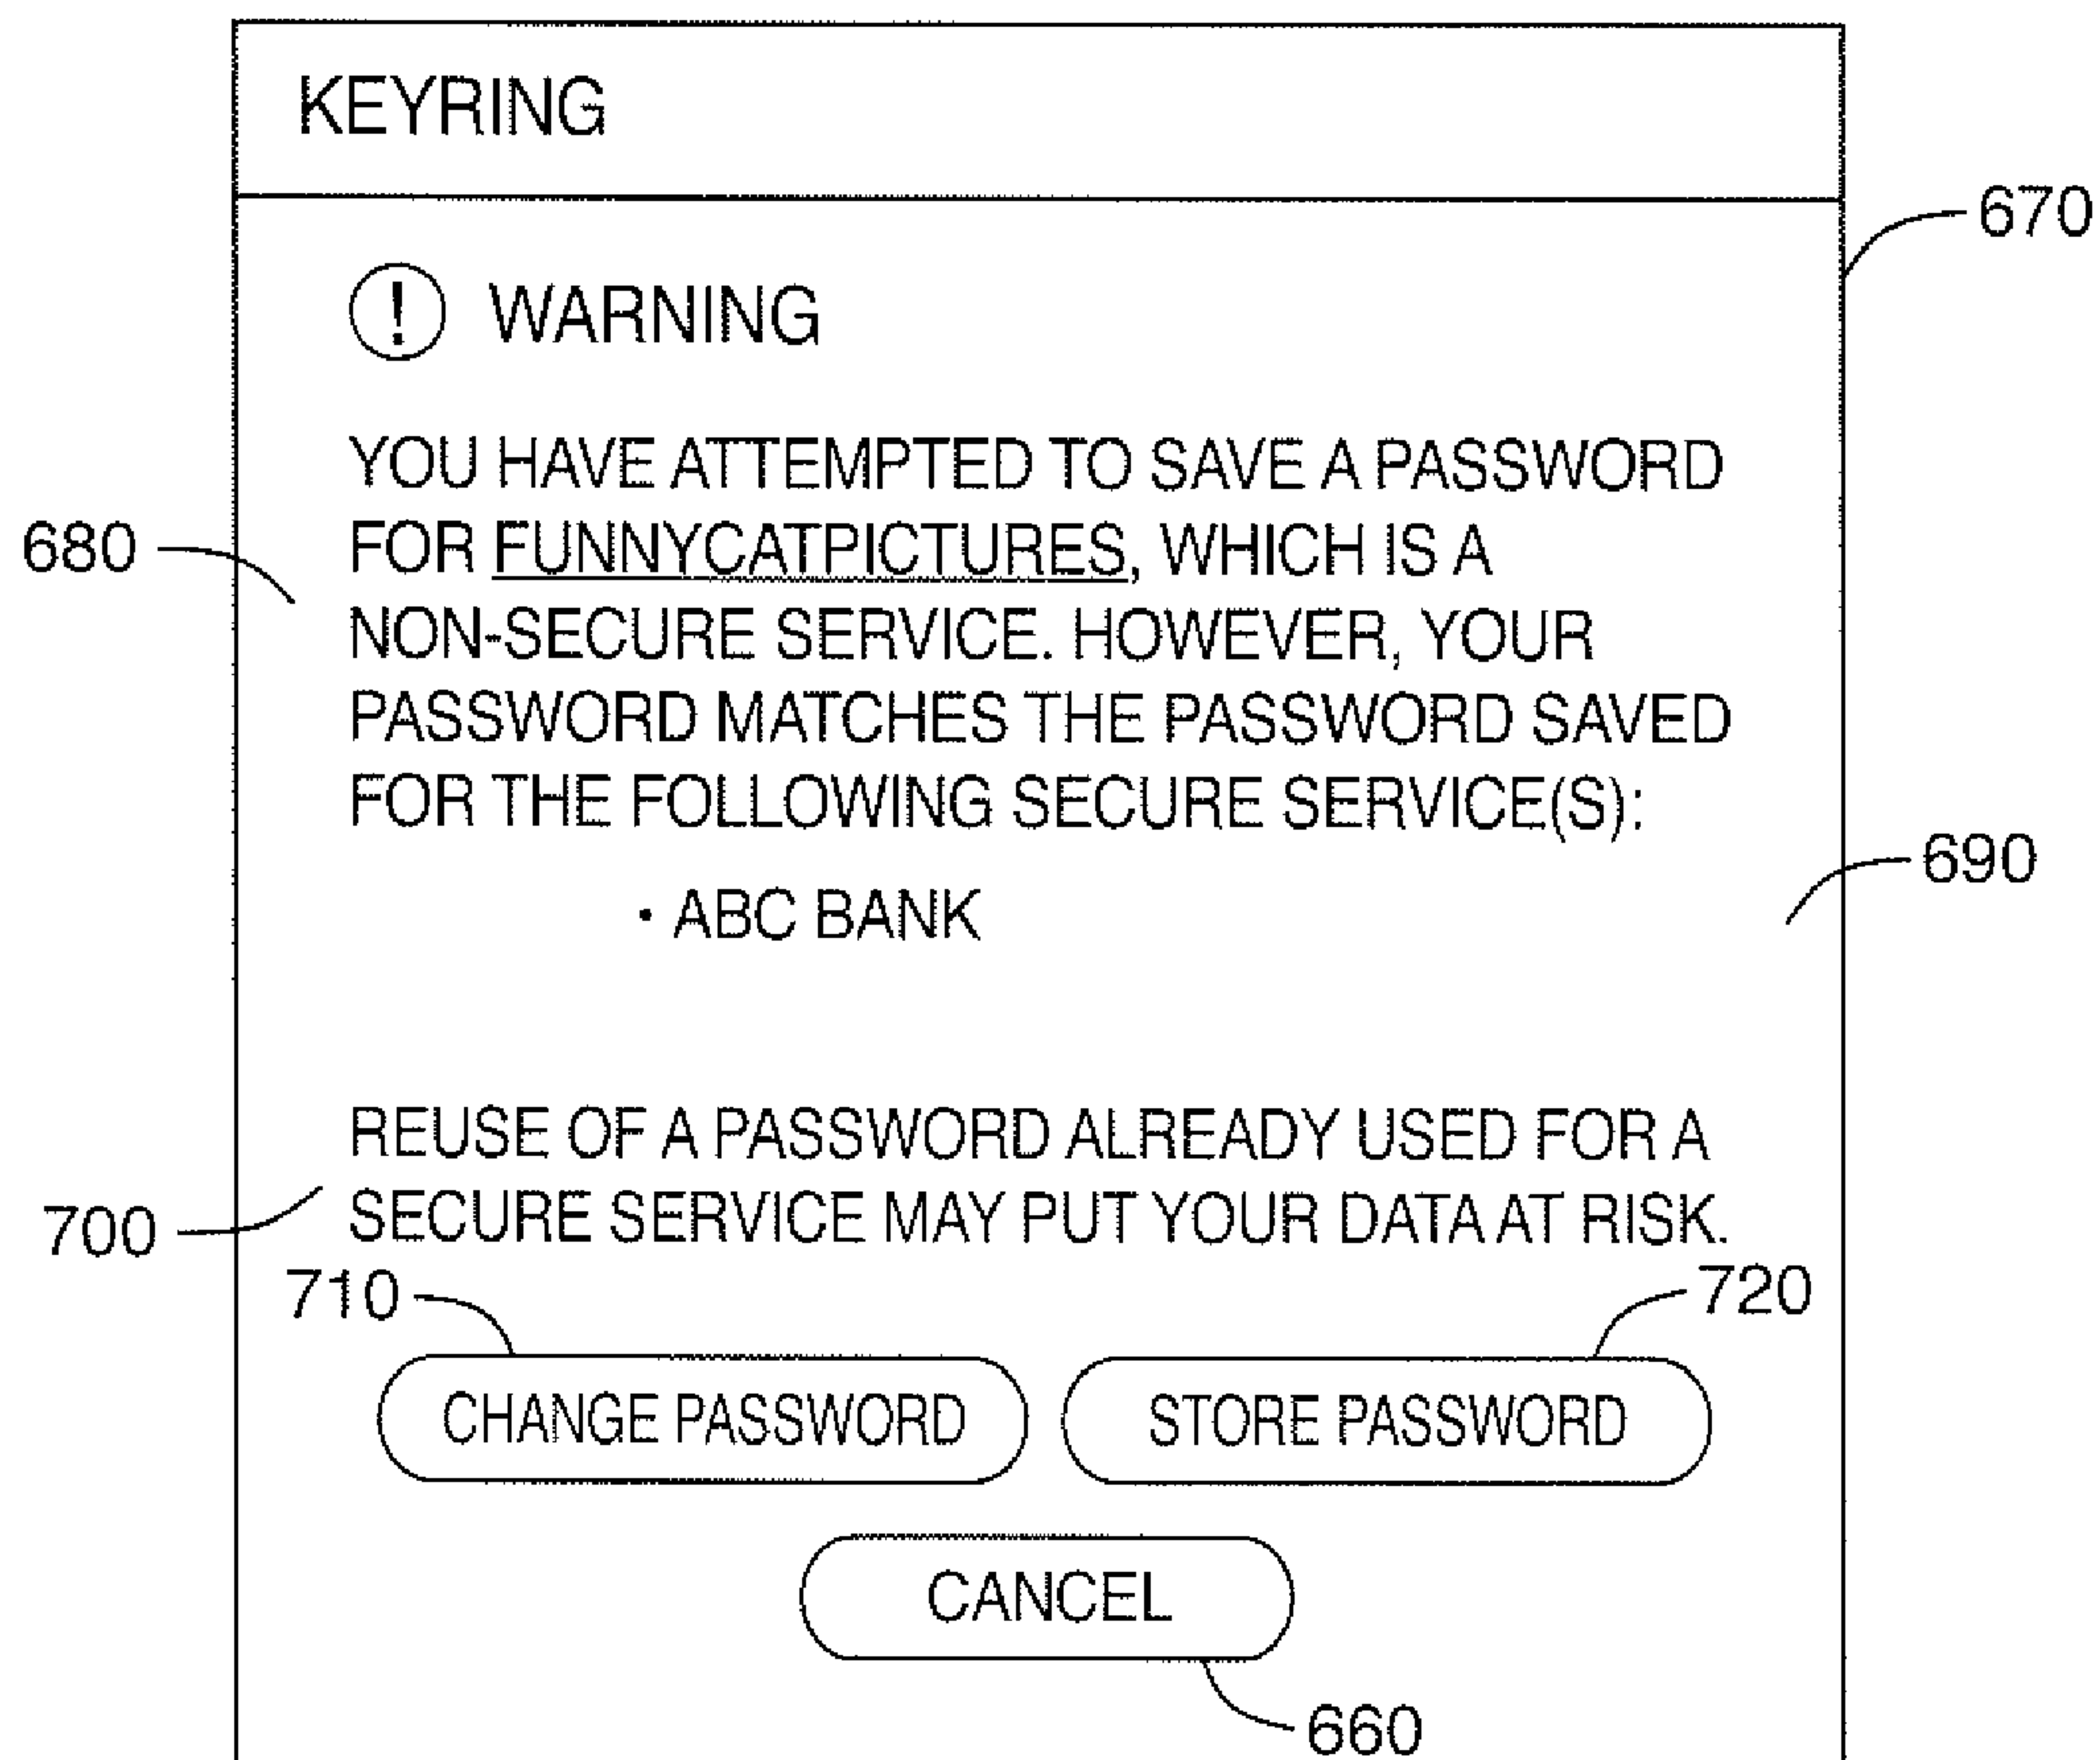 KEYRING
670
! WARNING
YOU HAVE ATTEMPTED TO SAVE A PASSWORD
680
FOR FUNNYCATPICTURES, WHICH IS A
NON-SECURE SERVICE. HOWEVER, YOUR
PASSWORD MATCHES THE PASSWORD SAVED
FOR THE FOLLOWING SECURE SERVICE(S):
690
• ABC BANK
REUSE OF A PASSWORD ALREADY USED FOR A
700
SECURE SERVICE MAY PUT YOUR DATA AT RISK.
710
720
CHANGE PASSWORD
STORE PASSWORD
CANCEL
660